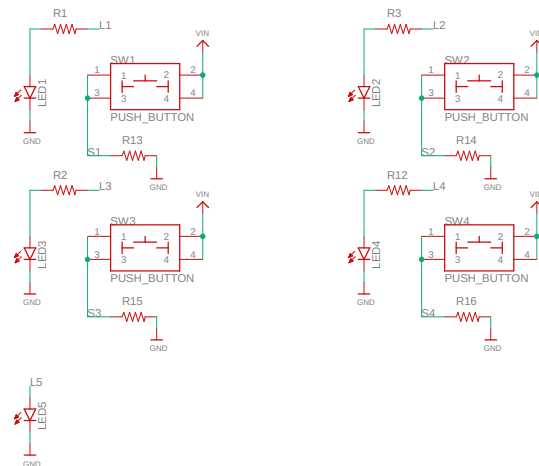 R1
L1
VIN
SW1
1
1
2
2
3
3
4
4
LED1
PUSH_BUTTON
GND
S1
R13
GND
R3
L2
VIN
SW2
1
1
2
2
3
3
4
4
LED2
PUSH_BUTTON
GND
S2
R14
GND
R2
L3
VIN
SW3
1
1
2
2
3
3
4
4
LED3
PUSH_BUTTON
GND
S3
R15
GND
R12
L4
VIN
SW4
1
1
2
2
3
3
4
4
LED4
PUSH_BUTTON
GND
S4
R16
GND
L5
LED5
GND